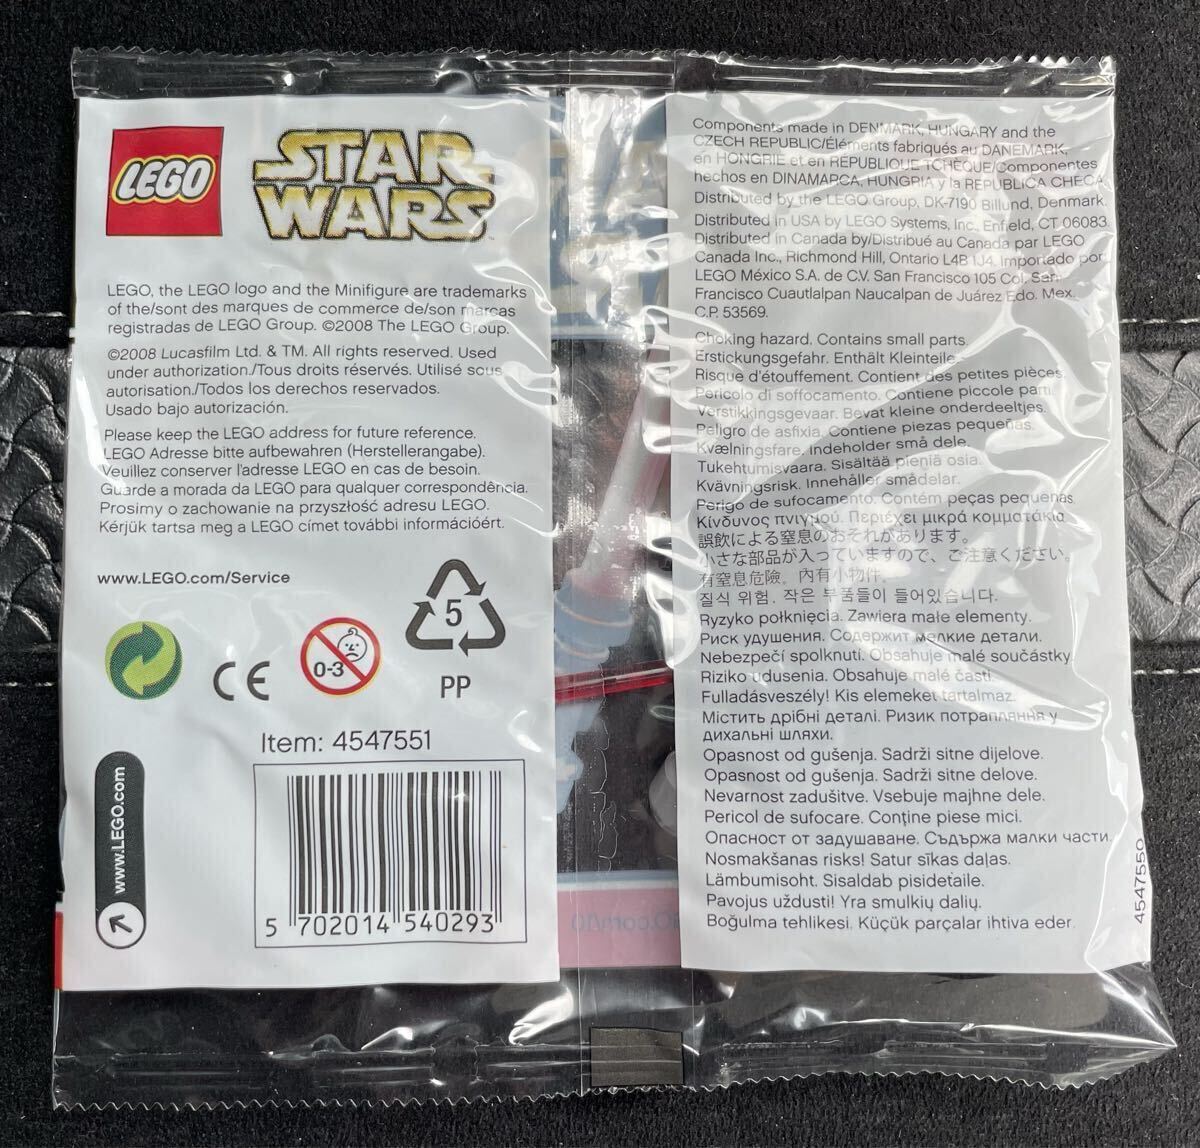 LEGO
STAR
WARS
LEGO, the LEGO logo and the Minifigure are trademarks
of the/sont des marques de commerce de/son marcas
registradas de LEGO Group. ©2008 The LEGO Group.
©2008 Lucasfilm Ltd. & TM. All rights reserved. Used
under authorization./Tous droits réservés. Utilisé sous
autorisation./Todos los derechos reservados.
Usado bajo autorización.
Please keep the LEGO address for future reference.
LEGO Adresse bitte aufbewahren (Herstellerangabe).
Veuillez conserver l'adresse LEGO en cas de besoin.
Guarde a morada da LEGO para qualquer correspondência.
Prosimy o zachowanie na przyszłość adresu LEGO.
Kérjük tartsa meg a LEGO címet további információért.
www.LEGO.com/Service
CE
0-3
5
PP
Item: 4547551
www.LEGO.com
5 702014 540293
Components made in DENMARK, HUNGARY and the
CZECH REPUBLIC/Éléments fabriqués au DANEMARK,
en HONGRIE et en RÉPUBLIQUE TCHÈQUE/Componentes
hechos en DINAMARCA, HUNGRIA y la REPUBLICA CHECA
Distributed by the LEGO Group, DK-7190 Billund, Denmark.
Distributed in USA by LEGO Systems, Inc., Enfield, CT 06083.
Distributed in Canada by/Distribué au Canada par LEGO
Canada Inc., Richmond Hill, Ontario L4B 1J4. Importado por
LEGO México S.A. de C.V. San Francisco 105 Col. San
Francisco Cuautlalpan Naucalpan de Juárez Edo. Mex.
C.P. 53569.
Choking hazard. Contains small parts.
Erstickungsgefahr. Enthält Kleinteile.
Risque d'étouffement. Contient des petites pièces.
Pericolo di soffocamento. Contiene piccole parti.
Verstikkingsgevaar. Bevat kleine onderdeeltjes.
Peligro de asfixia. Contiene piezas pequeñas.
Kvælningsfare. Indeholder små dele.
Tukehtumisvaara. Sisältää pieniä osia.
Kvävningsrisk. Innehåller smådelar.
Perigo de sufocamento. Contém peças pequenas.
Κίνδυνος πνιγμού. Περιέχει μικρά κομματάκια
誤飲による窒息のおそれがあります。
小さな部品が入っていますので、ご注意ください。
有窒息危險。內有小物件。
질식 위험. 작은 부품들이 들어있습니다.
Ryzyko połknięcia. Zawiera małe elementy.
Риск удушения. Содержит мелкие детали.
Nebezpečí spolknutí. Obsahuje malé součástky.
Riziko udusenia. Obsahuje malé časti.
Fulladásveszély! Kis elemeket tartalmaz.
Містить дрібні деталі. Ризик потрапляння у
дихальні шляхи.
Opasnost od gušenja. Sadrži sitne dijelove.
Opasnost od gušenja. Sadrži sitne delove.
Nevarnost zadušitve. Vsebuje majhne dele.
Pericol de sufocare. Conţine piese mici.
Опасност от задушаване. Съдържа малки части.
Nosmakšanas risks! Satur sīkas daļas.
Lämbumisoht. Sisaldab pisidetaile.
Pavojus uždusti! Yra smulkių dalių.
Boğulma tehlikesi. Küçük parçalar ihtiva eder.
4547550